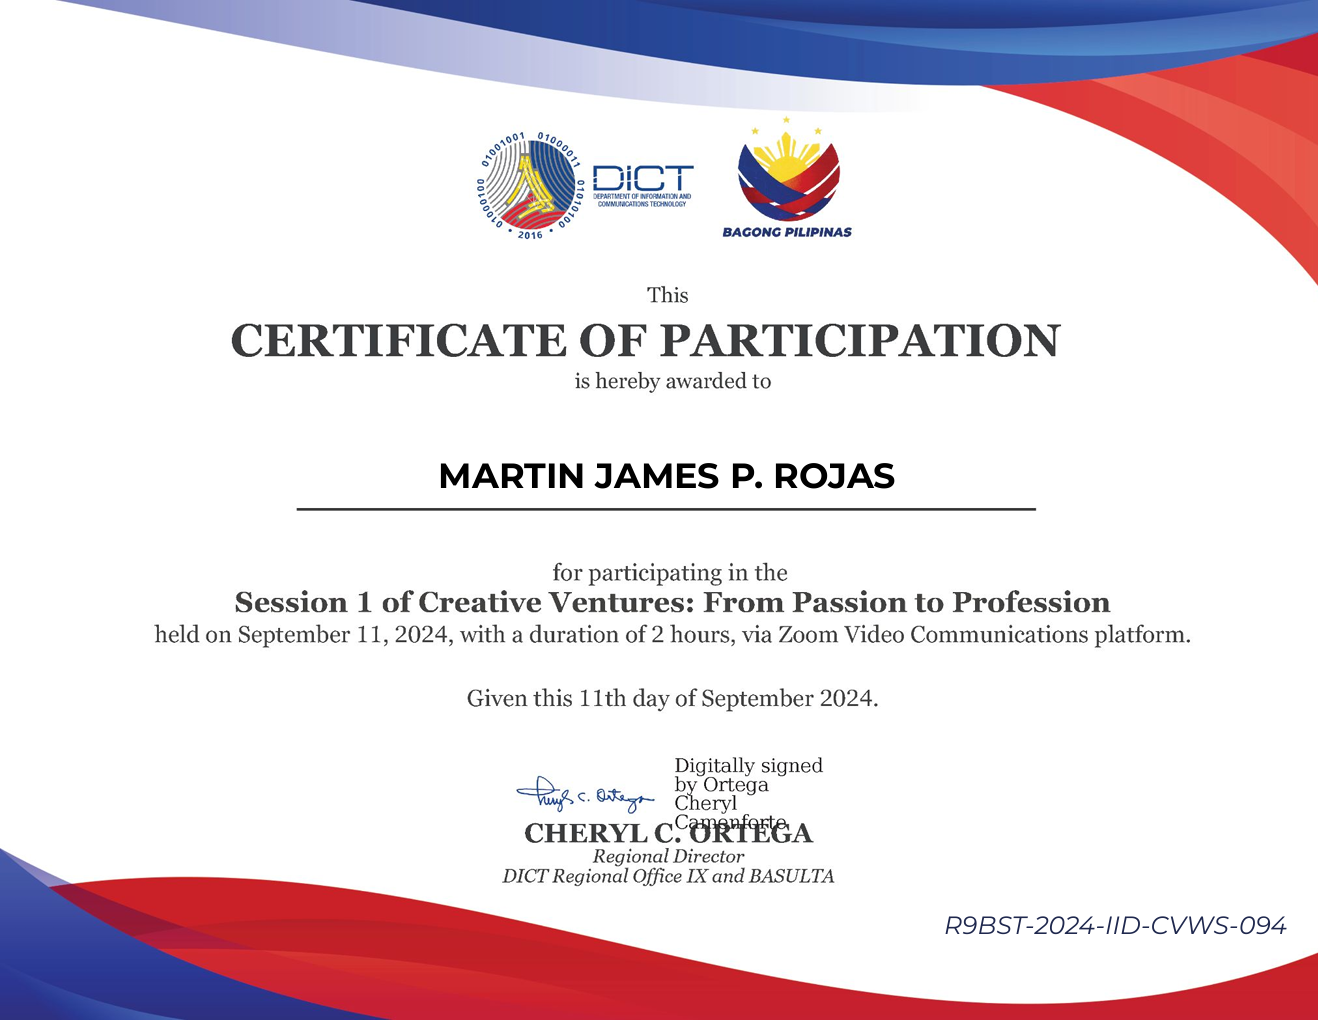 01001001 01000011 01010100 01000100
• 2016 •
DICT
DEPARTMENT OF INFORMATION AND
COMMUNICATIONS TECHNOLOGY
BAGONG PILIPINAS
This
CERTIFICATE OF PARTICIPATION
is hereby awarded to
MARTIN JAMES P. ROJAS
for participating in the
Session 1 of Creative Ventures: From Passion to Profession
held on September 11, 2024, with a duration of 2 hours, via Zoom Video Communications platform.
Given this 11th day of September 2024.
Cheryl C. Ortega
Digitally signed
by Ortega
Cheryl
Camenforte
CHERYL C. ORTEGA
Regional Director
DICT Regional Office IX and BASULTA
R9BST-2024-IID-CVWS-094